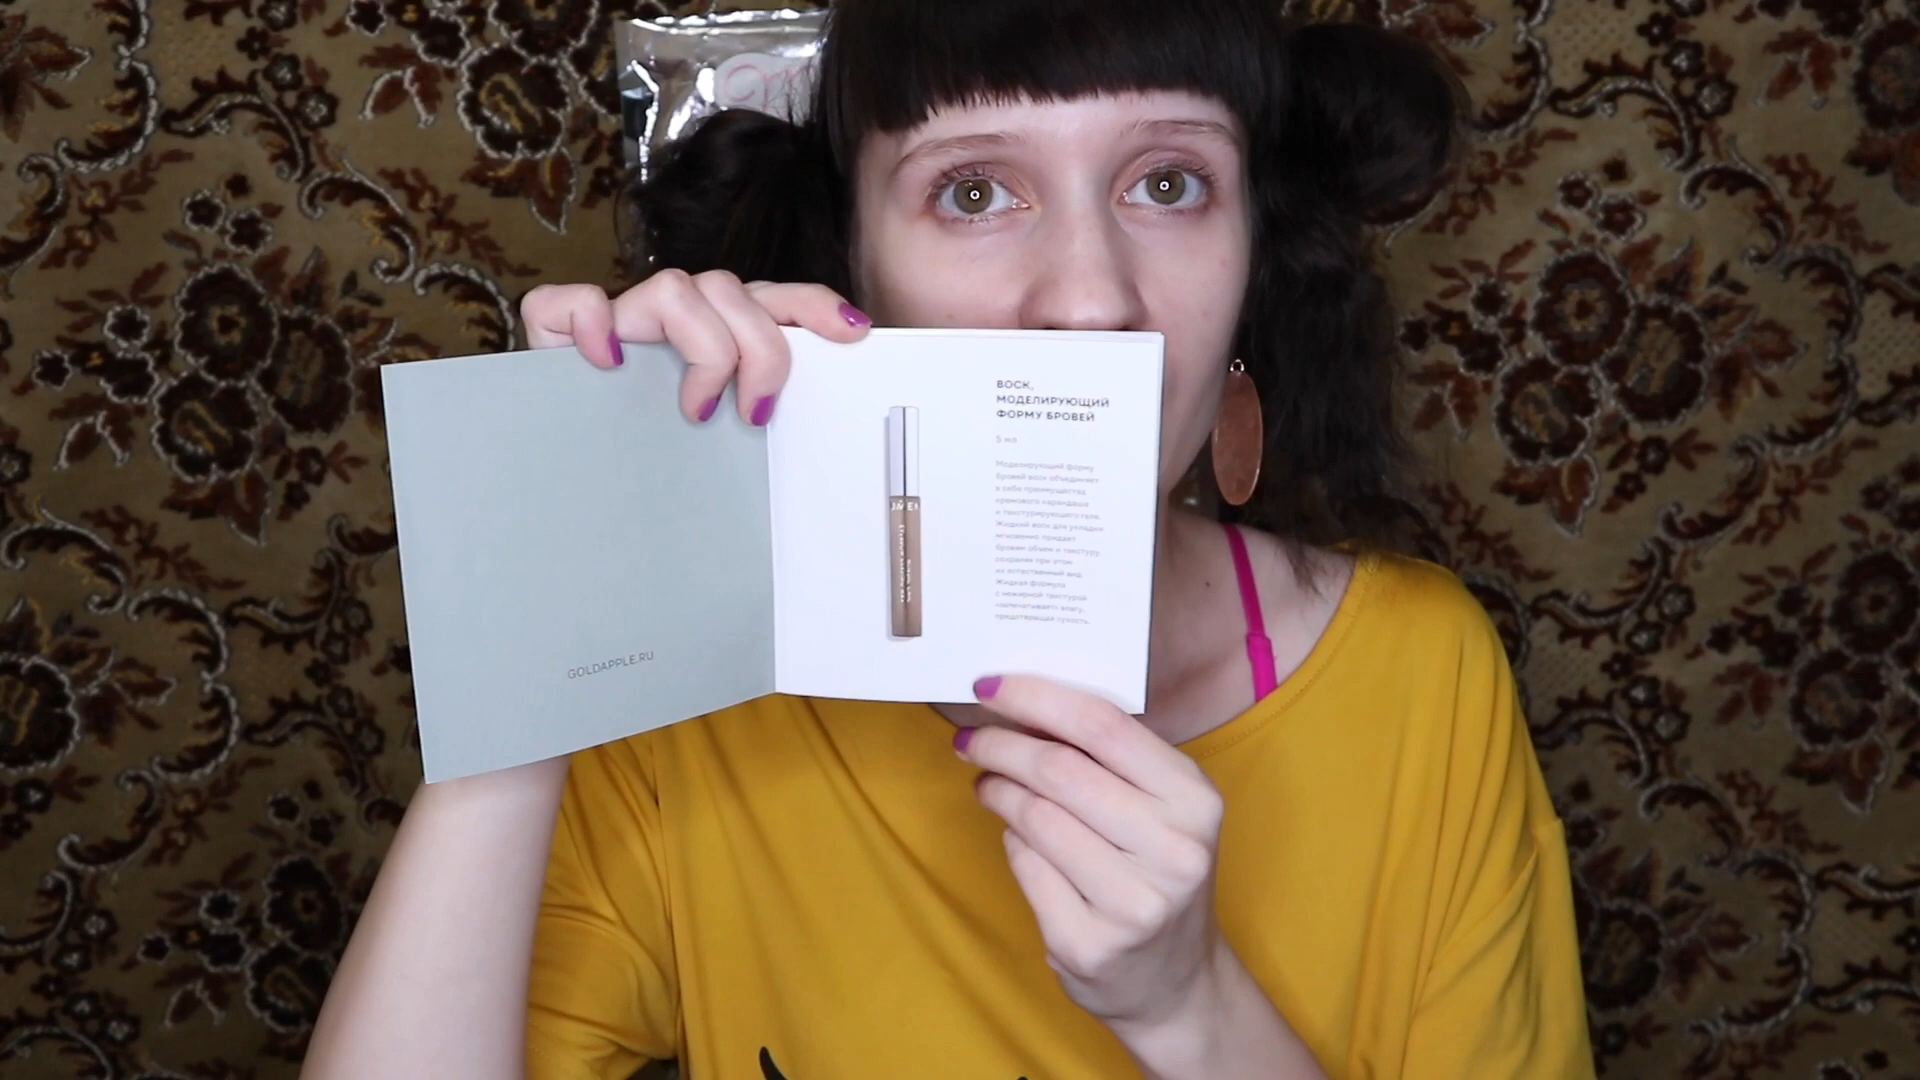 GOLDAPPLE.RU
ВОСК,
МОДЕЛИРУЮЩИЙ
ФОРМУ БРОВЕЙ
5 мл
Моделирующий форму
бровей воск объединяет
в себе преимущества
кремового карандаша
и текстурирующего геля.
Жидкий воск для укладки
мгновенно придает
бровям объем и текстуру,
сохраняя при этом
их естественный вид.
Жидкая формула
с нежирной текстурой
«запечатывает» влагу,
предотвращая сухость.